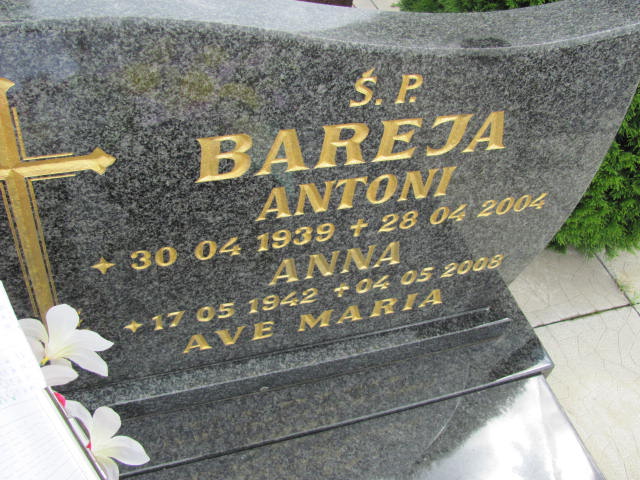 Ś. P.
BAREJA
ANTONI
✦ 30 04 1939 ✝ 28 04 2004
ANNA
✦ 17 05 1942 ✝ 04 05 2008
AVE MARIA